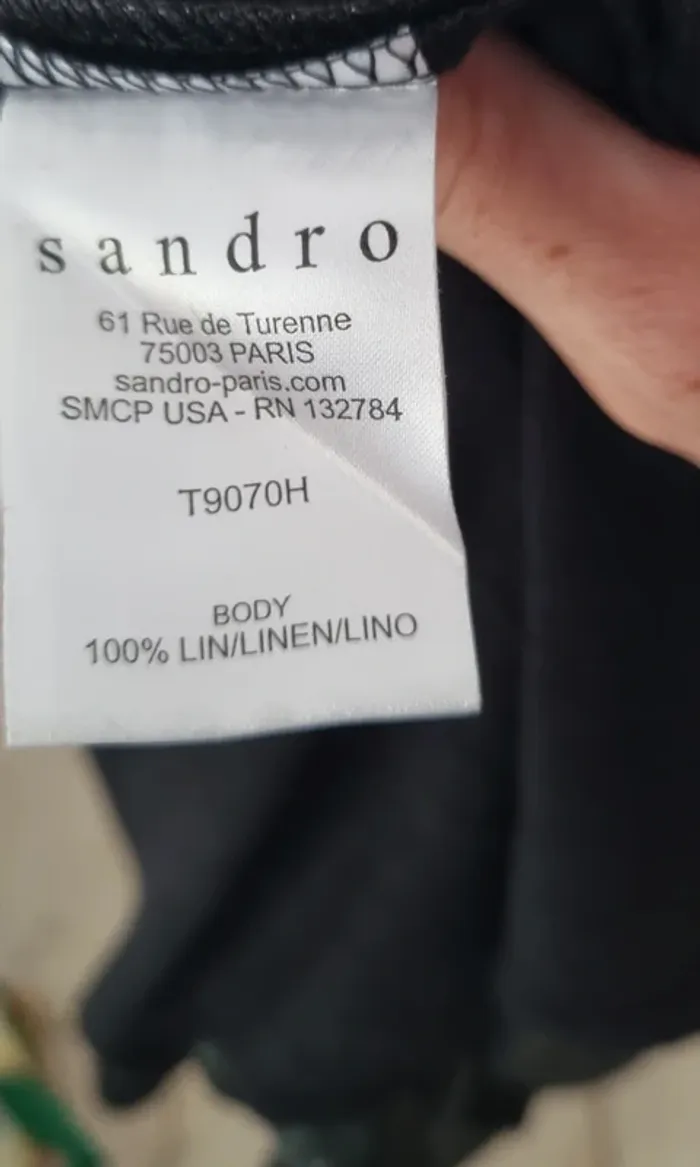 sandro
61 Rue de Turenne
75003 PARIS
sandro-paris.com
SMCP USA - RN 132784
T9070H
BODY
100% LIN/LINEN/LINO